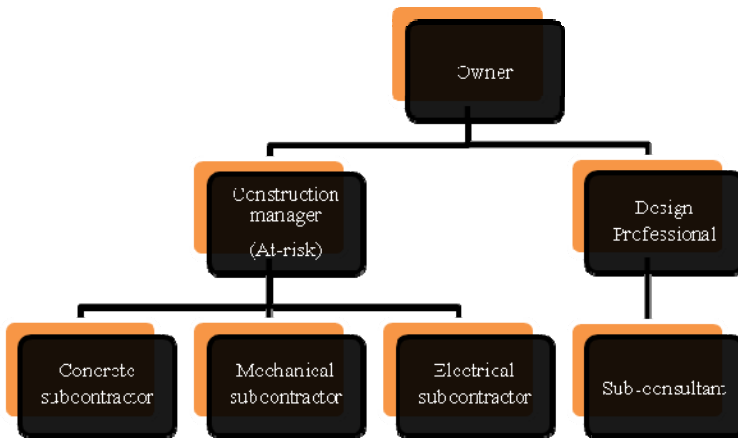 Owner
Construction
manager
(At-risk)
Design
Professional
Concrete
subcontractor
Mechanical
subcontractor
Electrical
subcontractor
Sub-consultant